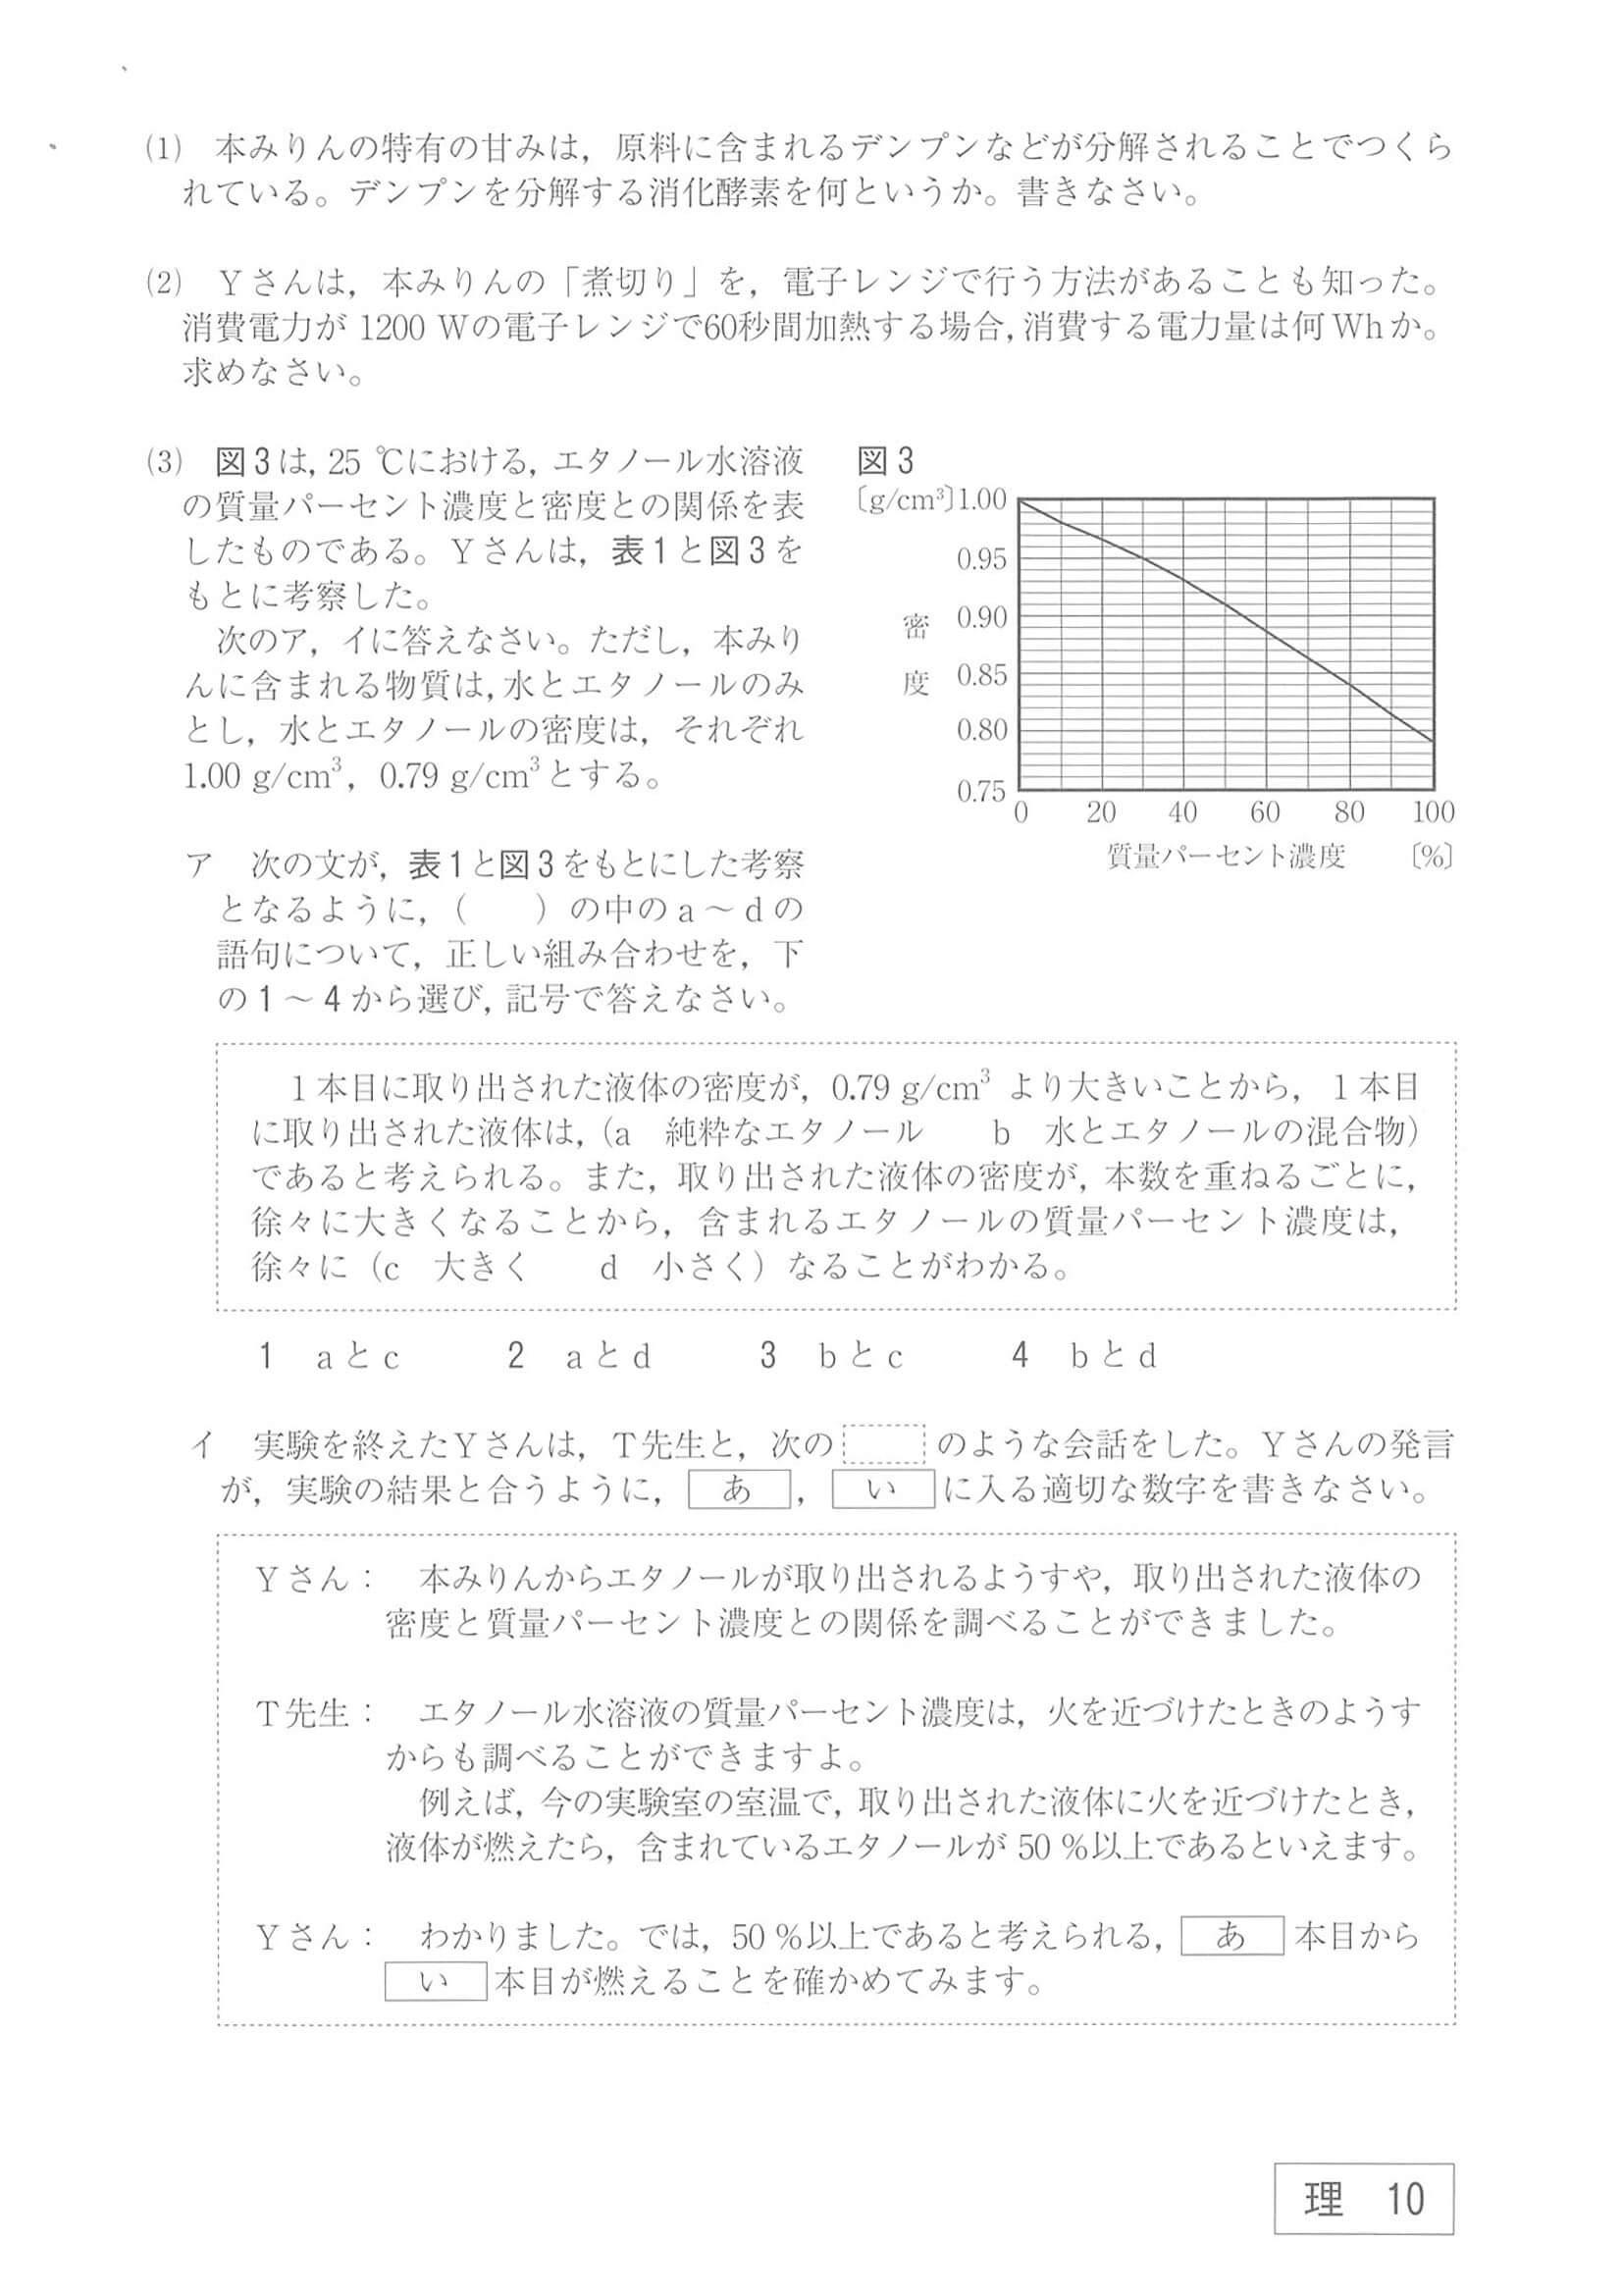 (1)　本みりんの特有の甘みは，原料に含まれるデンプンなどが分解されることでつくら
れている。デンプンを分解する消化酵素を何というか。書きなさい。
(2)　Ｙさんは，本みりんの「煮切り」を，電子レンジで行う方法があることも知った。
消費電力が 1200 Wの電子レンジで60秒間加熱する場合，消費する電力量は何Whか。
求めなさい。
(3)　図3は，25 ℃における，エタノール水溶液
の質量パーセント濃度と密度との関係を表
したものである。Ｙさんは，表1と図3を
もとに考察した。
次のア，イに答えなさい。ただし，本みり
んに含まれる物質は，水とエタノールのみ
とし，水とエタノールの密度は，それぞれ
1.00 g/cm³，0.79 g/cm³とする。
図3
〔g/cm³〕1.00
0.95
0.90
0.85
0.80
0.75
密度
0 20 40 60 80 100
質量パーセント濃度　〔%〕
ア　次の文が，表1と図3をもとにした考察
となるように，（　　）の中のａ～ｄの
語句について，正しい組み合わせを，下
の1～4から選び，記号で答えなさい。
1本目に取り出された液体の密度が，0.79 g/cm³ より大きいことから，1本目
に取り出された液体は，（a　純粋なエタノール　　b　水とエタノールの混合物）
であると考えられる。また，取り出された液体の密度が，本数を重ねるごとに，
徐々に大きくなることから，含まれるエタノールの質量パーセント濃度は，
徐々に（c　大きく　　d　小さく）なることがわかる。
1　aとc　　2　aとd　　3　bとc　　4　bとd
イ　実験を終えたＹさんは，Ｔ先生と，次の　　のような会話をした。Ｙさんの発言
が，実験の結果と合うように，あ，いに入る適切な数字を書きなさい。
Ｙさん：　本みりんからエタノールが取り出されるようすや，取り出された液体の
密度と質量パーセント濃度との関係を調べることができました。
Ｔ先生：　エタノール水溶液の質量パーセント濃度は，火を近づけたときのようす
からも調べることができますよ。
例えば，今の実験室の室温で，取り出された液体に火を近づけたとき，
液体が燃えたら，含まれているエタノールが 50 %以上であるといえます。
Ｙさん：　わかりました。では，50 %以上であると考えられる，あ本目から
い本目が燃えることを確かめてみます。
理　10